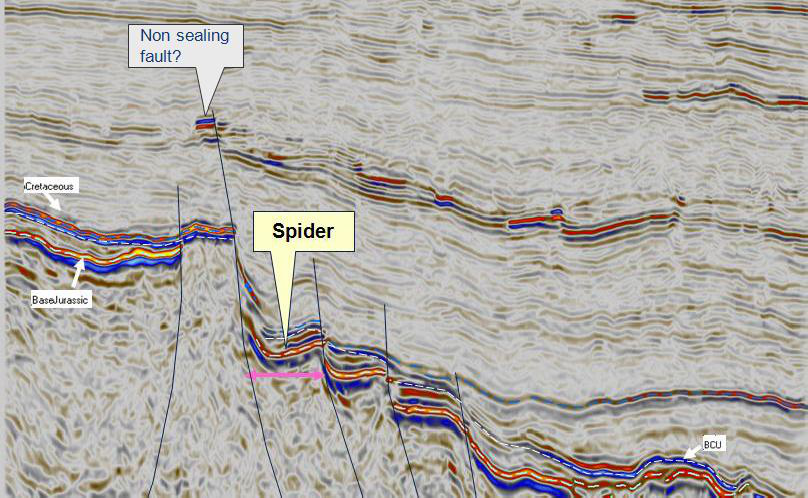 Non sealing
fault?
Cretaceous
Spider
BaseJurassic
BCU